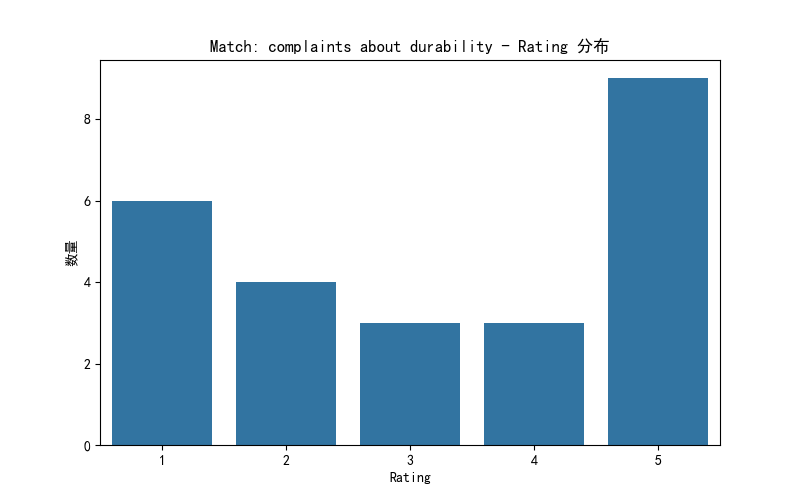 Match: complaints about durability - Rating 分布
数量
8
6
4
2
0
1 2 3 4 5
Rating